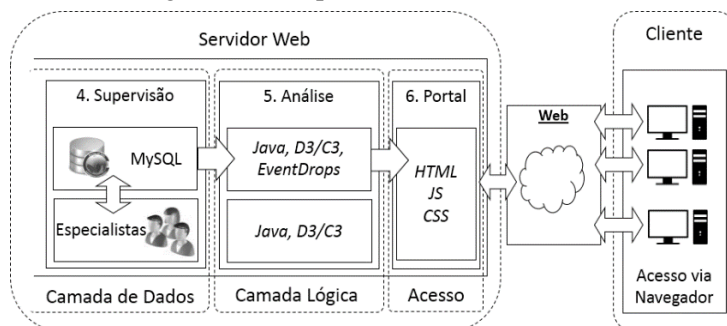 Servidor Web
4. Supervisão
MySQL
Especialistas
Camada de Dados
5. Análise
Java, D3/C3,
EventDrops
Java, D3/C3
Camada Lógica
6. Portal
HTML
JS
CSS
Acesso
Web
Cliente
Acesso via
Navegador